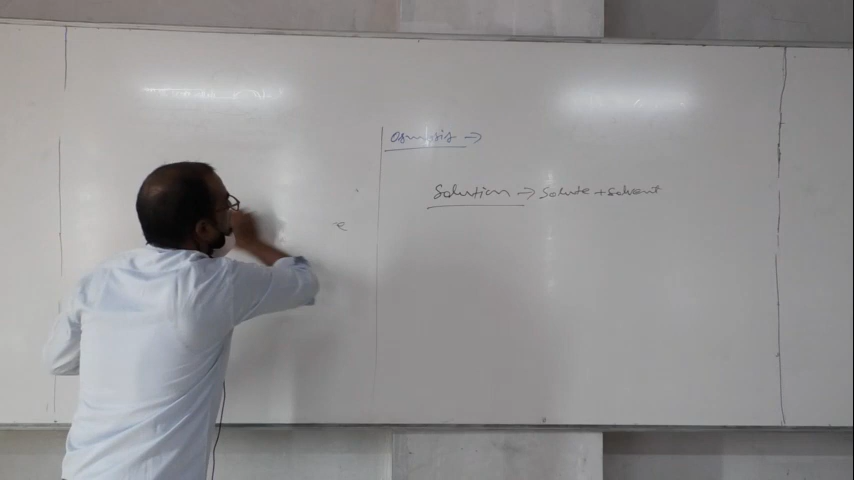 Osmosis →
Solution → Solute + Solvent